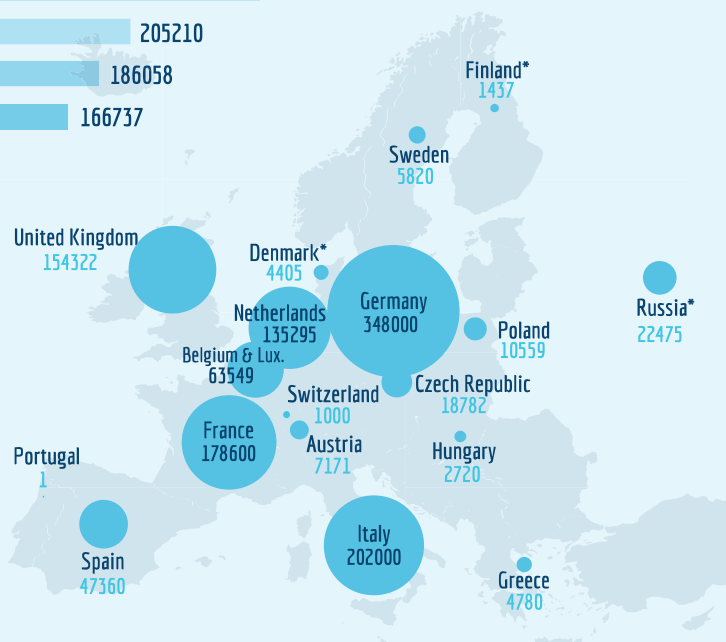 205210
186058
166737
Finland*
1437
Sweden
5820
United Kingdom
154322
Denmark*
4405
Netherlands
135295
Germany
348000
Russia*
22475
Poland
10559
Belgium & Lux.
63549
Czech Republic
18782
Switzerland
1000
France
178600
Austria
7171
Hungary
2720
Portugal
1
Italy
202000
Spain
47360
Greece
4780